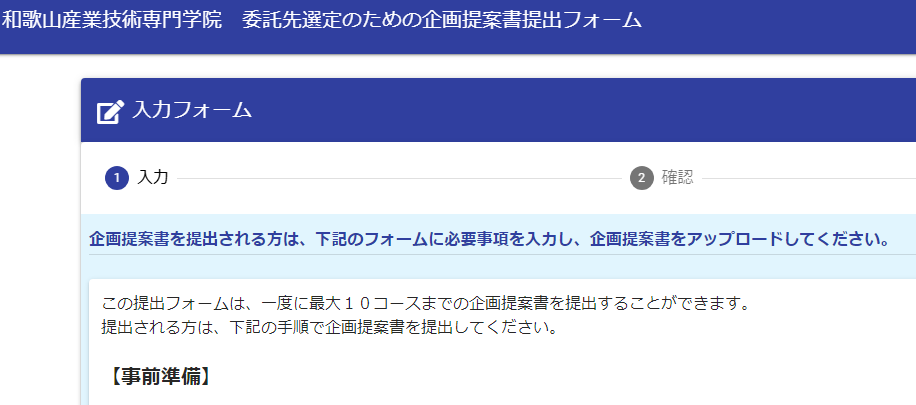 和歌山産業技術専門学院　委託先選定のための企画提案書提出フォーム
入力フォーム
1 入力 2 確認
企画提案書を提出される方は、下記のフォームに必要事項を入力し、企画提案書をアップロードしてください。
この提出フォームは、一度に最大１０コースまでの企画提案書を提出することができます。
提出される方は、下記の手順で企画提案書を提出してください。
【事前準備】